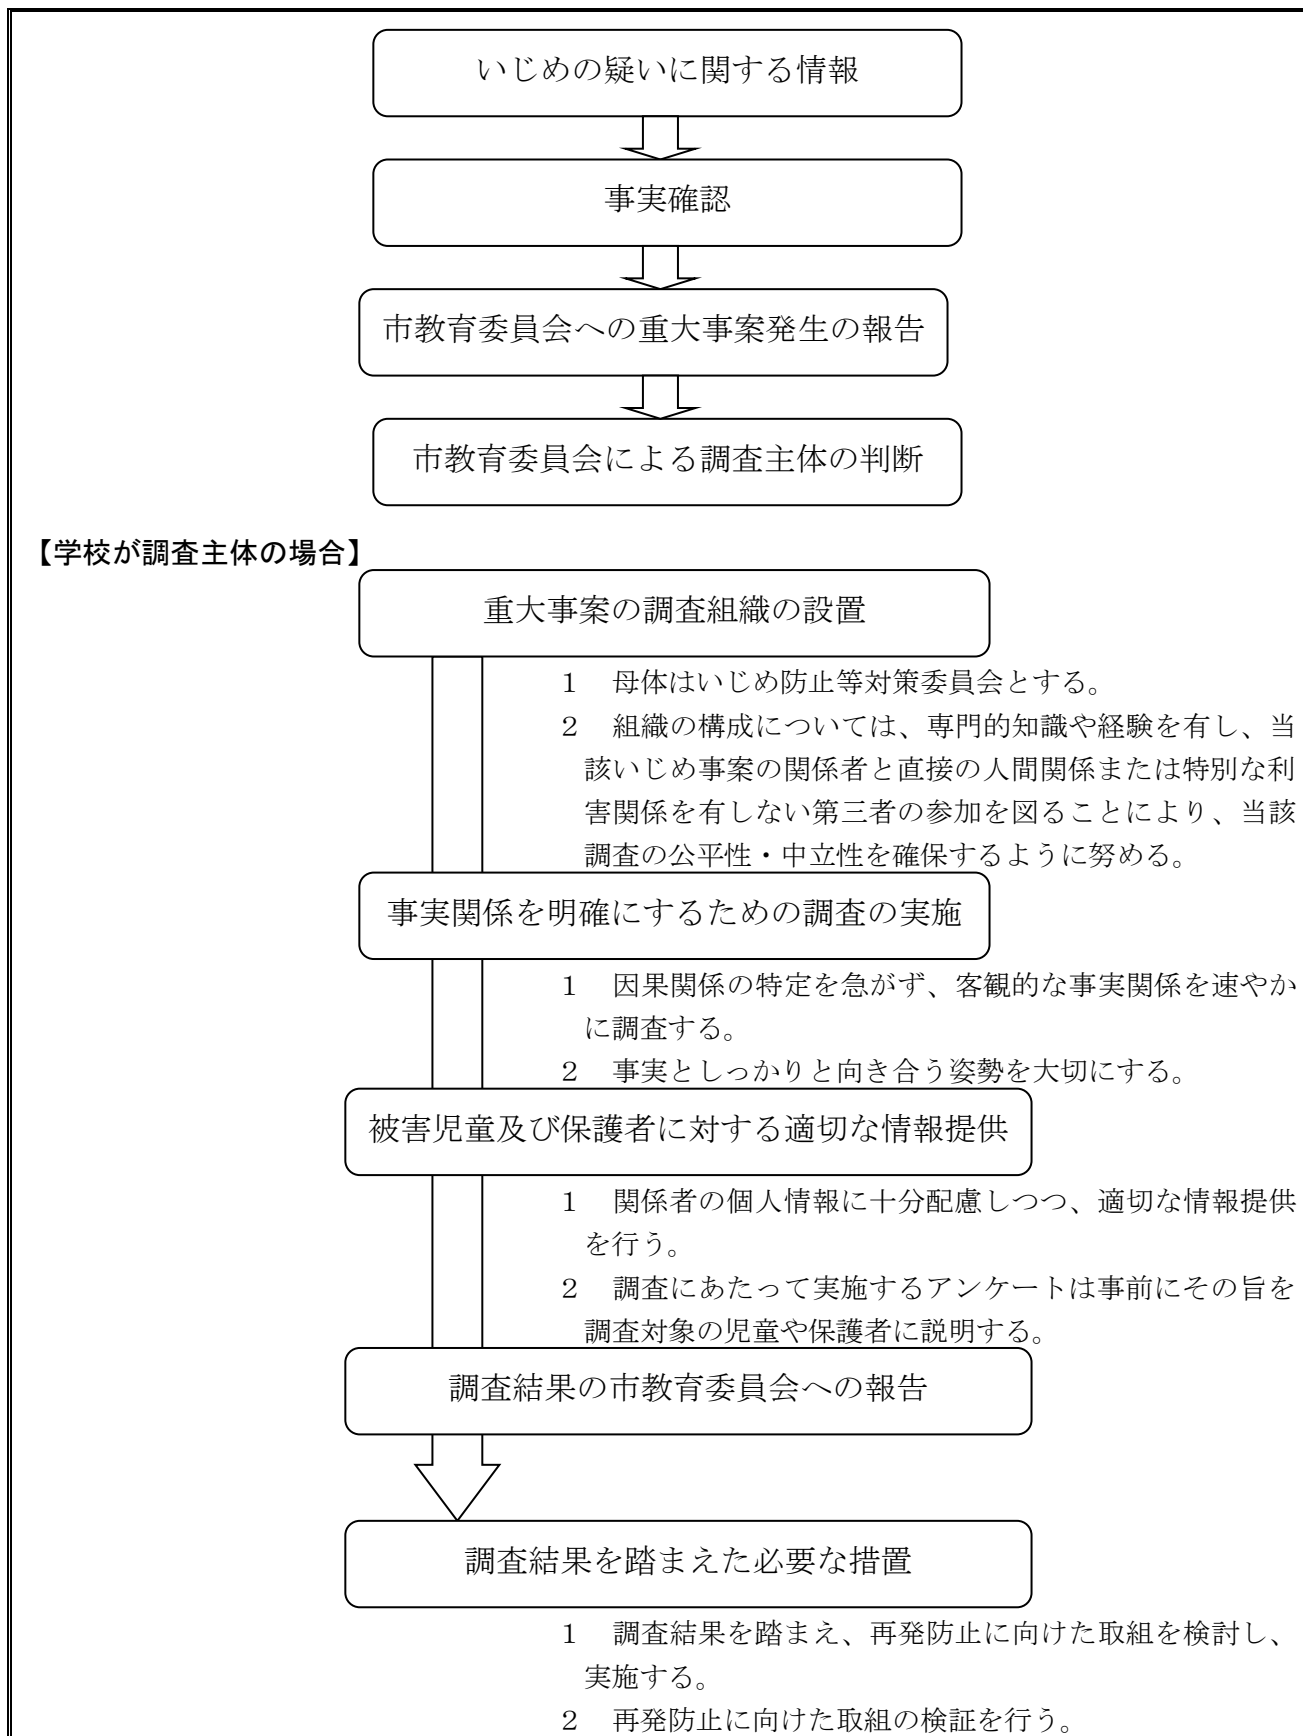 いじめの疑いに関する情報
事実確認
市教育委員会への重大事案発生の報告
市教育委員会による調査主体の判断
【学校が調査主体の場合】
重大事案の調査組織の設置
１　母体はいじめ防止等対策委員会とする。
２　組織の構成については、専門的知識や経験を有し、当
該いじめ事案の関係者と直接の人間関係または特別な利
害関係を有しない第三者の参加を図ることにより、当該
調査の公平性・中立性を確保するように努める。
事実関係を明確にするための調査の実施
１　因果関係の特定を急がず、客観的な事実関係を速やか
に調査する。
２　事実としっかりと向き合う姿勢を大切にする。
被害児童及び保護者に対する適切な情報提供
１　関係者の個人情報に十分配慮しつつ、適切な情報提供
を行う。
２　調査にあたって実施するアンケートは事前にその旨を
調査対象の児童や保護者に説明する。
調査結果の市教育委員会への報告
調査結果を踏まえた必要な措置
１　調査結果を踏まえ、再発防止に向けた取組を検討し、
実施する。
２　再発防止に向けた取組の検証を行う。